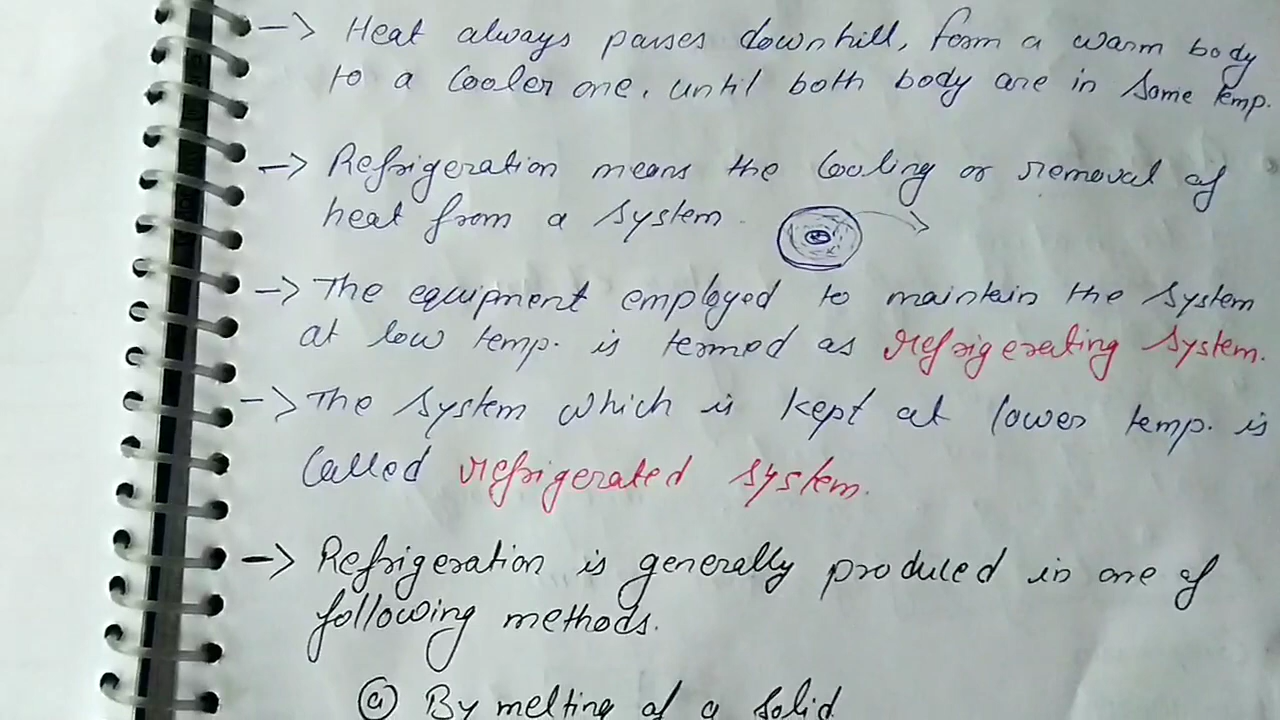 -> Heat always passes downhill, form a warm body
to a cooler one, until both body are in same temp.
-> Refrigeration means the cooling or removal of
heat from a system.
-> The equipment employed to maintain the system
at low temp. is termed as refrigerating system.
-> The system which is kept at lower temp. is
called refrigerated system.
-> Refrigeration is generally produced in one of
following methods.
(a) By melting of a solid